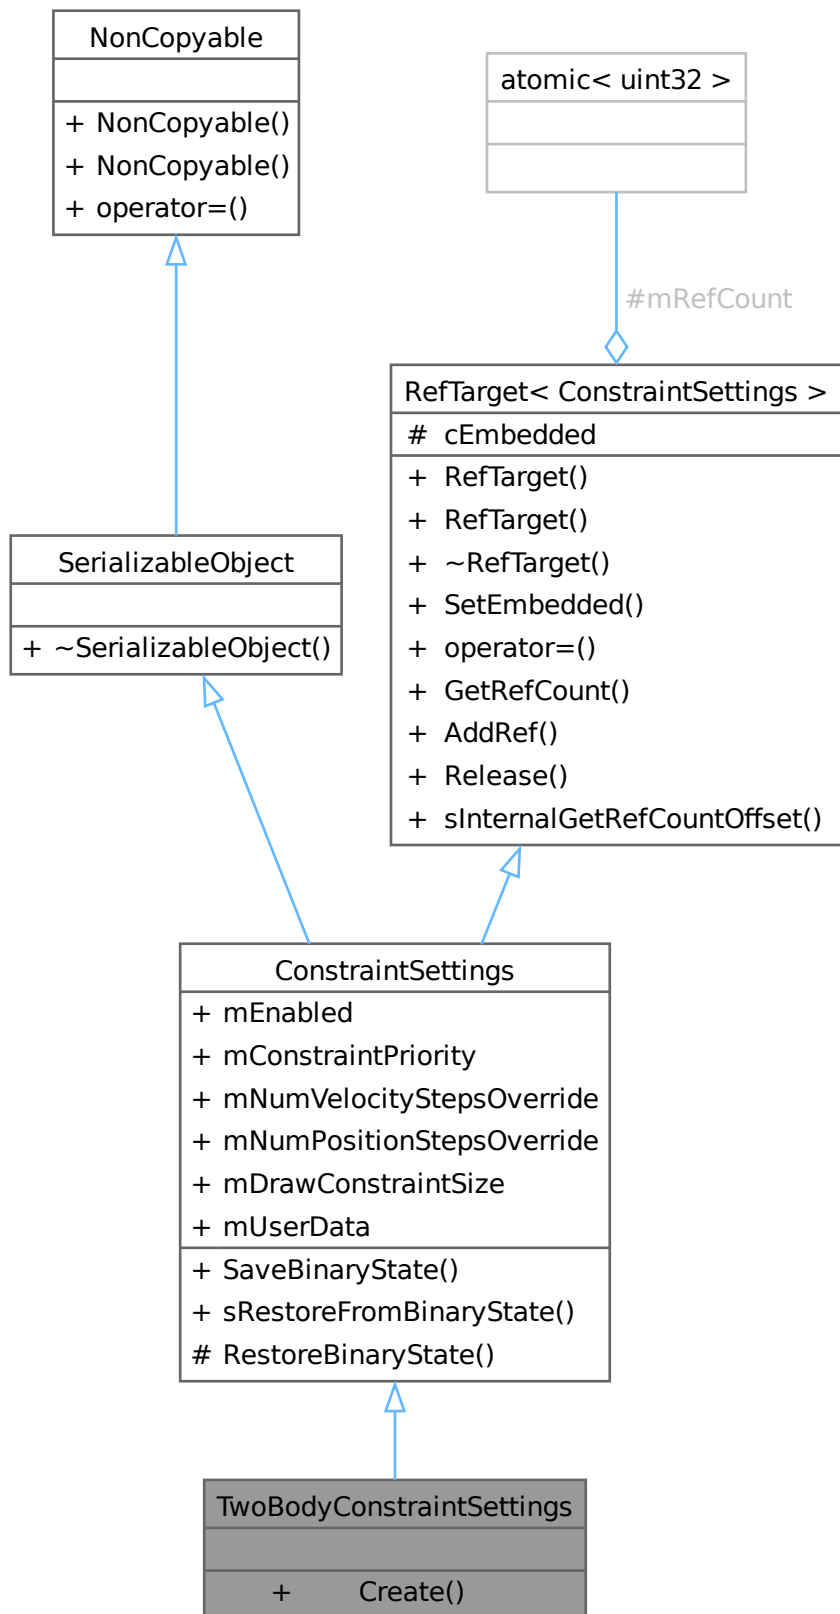 NonCopyable
+ NonCopyable()
+ NonCopyable()
+ operator=()
atomic< uint32 >
#mRefCount
RefTarget< ConstraintSettings >
# cEmbedded
+ RefTarget()
+ RefTarget()
+ ~RefTarget()
+ SetEmbedded()
+ operator=()
+ GetRefCount()
+ AddRef()
+ Release()
+ sInternalGetRefCountOffset()
SerializableObject
+ ~SerializableObject()
ConstraintSettings
+ mEnabled
+ mConstraintPriority
+ mNumVelocityStepsOverride
+ mNumPositionStepsOverride
+ mDrawConstraintSize
+ mUserData
+ SaveBinaryState()
+ sRestoreFromBinaryState()
# RestoreBinaryState()
TwoBodyConstraintSettings
+ Create()